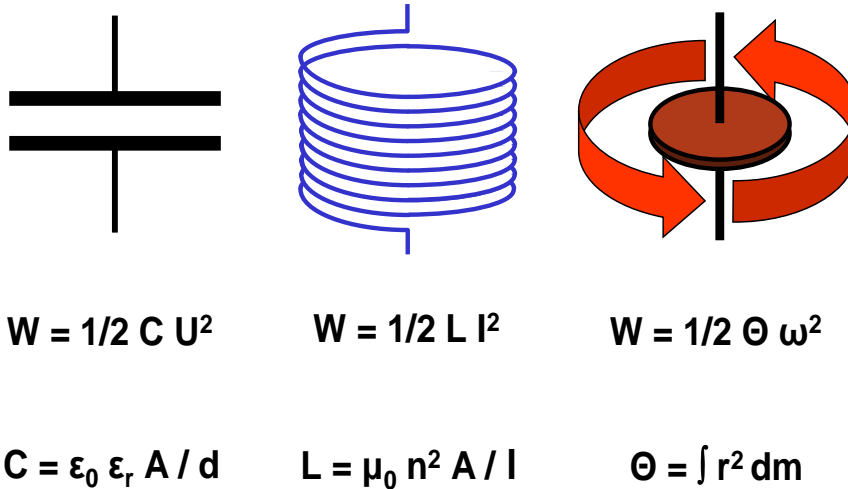 W = 1/2 C U²
W = 1/2 L I²
W = 1/2 Θ ω²
C = ε₀ εᵣ A / d
L = μ₀ n² A / l
Θ = ∫ r² dm